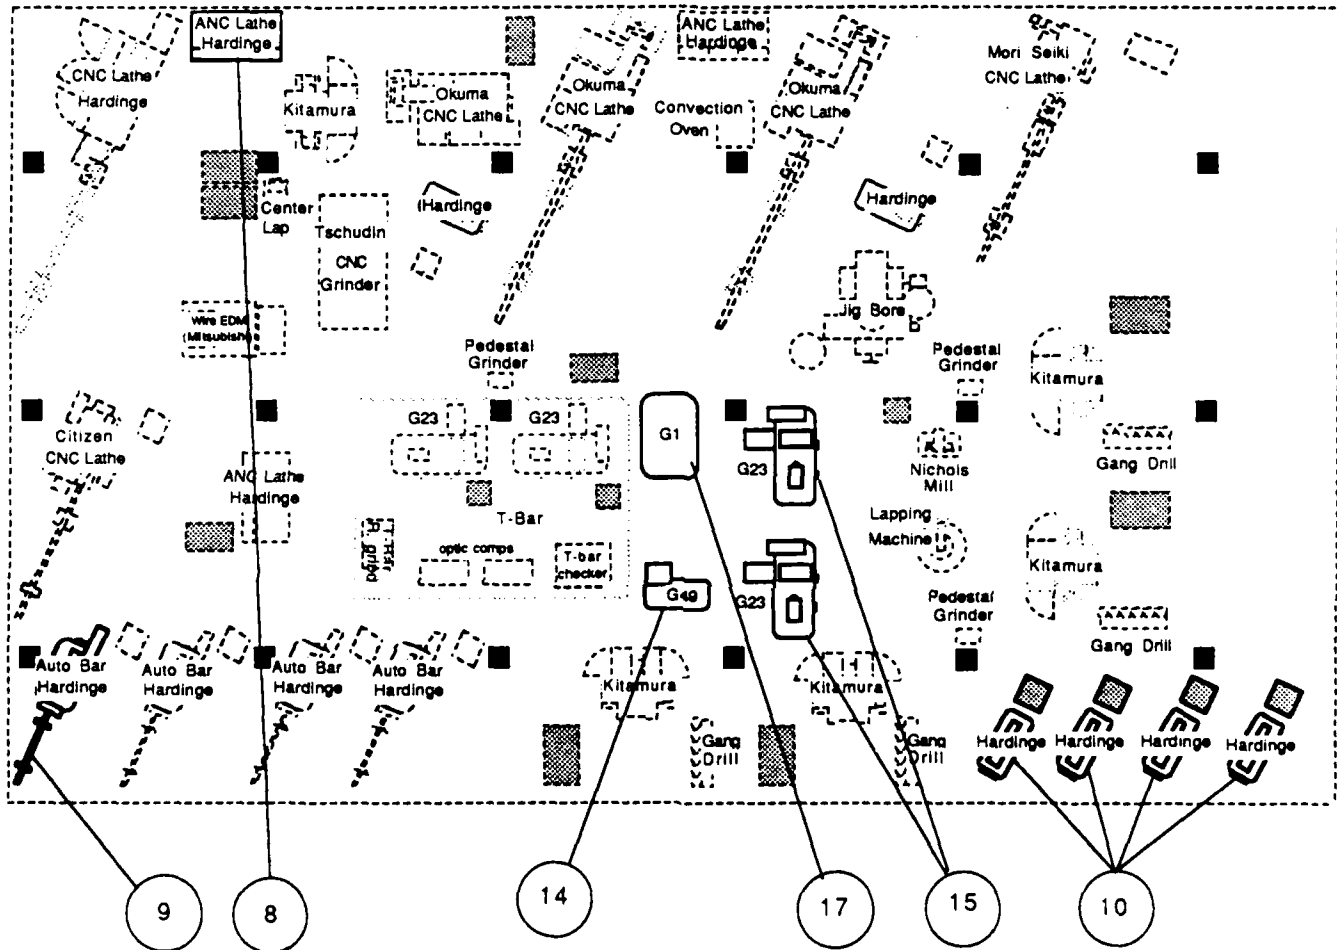 ANC Lathe
Hardinge
ANC Lathe
Hardinge
CNC Lathe
Hardinge
Kitamura
Okuma
CNC Lathe
Okuma
CNC Lathe
Convection
Oven
Okuma
CNC Lathe
Mori Seiki
CNC Lathe
Center
Lap
Tschudin
CNC
Grinder
Hardinge
Hardinge
Wire EDM
(Mitsubishi)
Jig Bore
Pedestal
Grinder
Pedestal
Grinder
Kitamura
Citizen
CNC Lathe
G23
G23
G1
G23
Nichols
Mill
Gang Drill
ANC Lathe
Hardinge
T-Bar
Lapping
Machine
optic comps
T-bar
checker
G49
G23
Kitamura
Pedestal
Grinder
Gang Drill
Auto Bar
Hardinge
Auto Bar
Hardinge
Auto Bar
Hardinge
Auto Bar
Hardinge
Kitamura
Kitamura
Gang
Drill
Gang
Drill
Hardinge
Hardinge
Hardinge
Hardinge
9
8
14
17
15
10